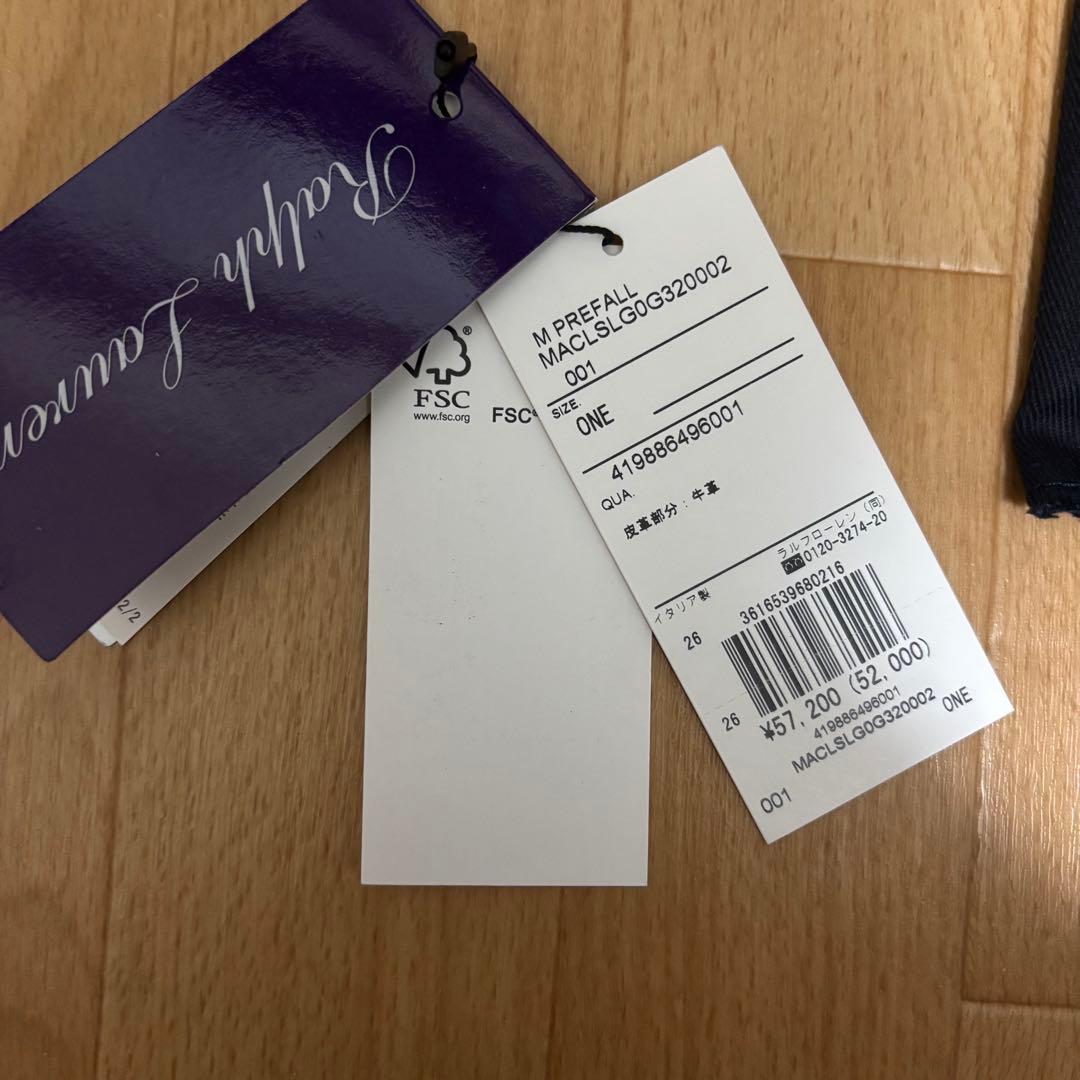 Ralph Lauren
FSC
www.fsc.org
FSC®
2/2
M PREFALL
MACLSLG0G320002
001
SIZE.
ONE
419886496001
QUA.
皮革部分：牛革
ラルフローレン（同）
0120-3274-20
イタリア製
3616539680216
26
26
¥57,200 (52,000)
419886496001
MACLSLG0G320002
001
ONE